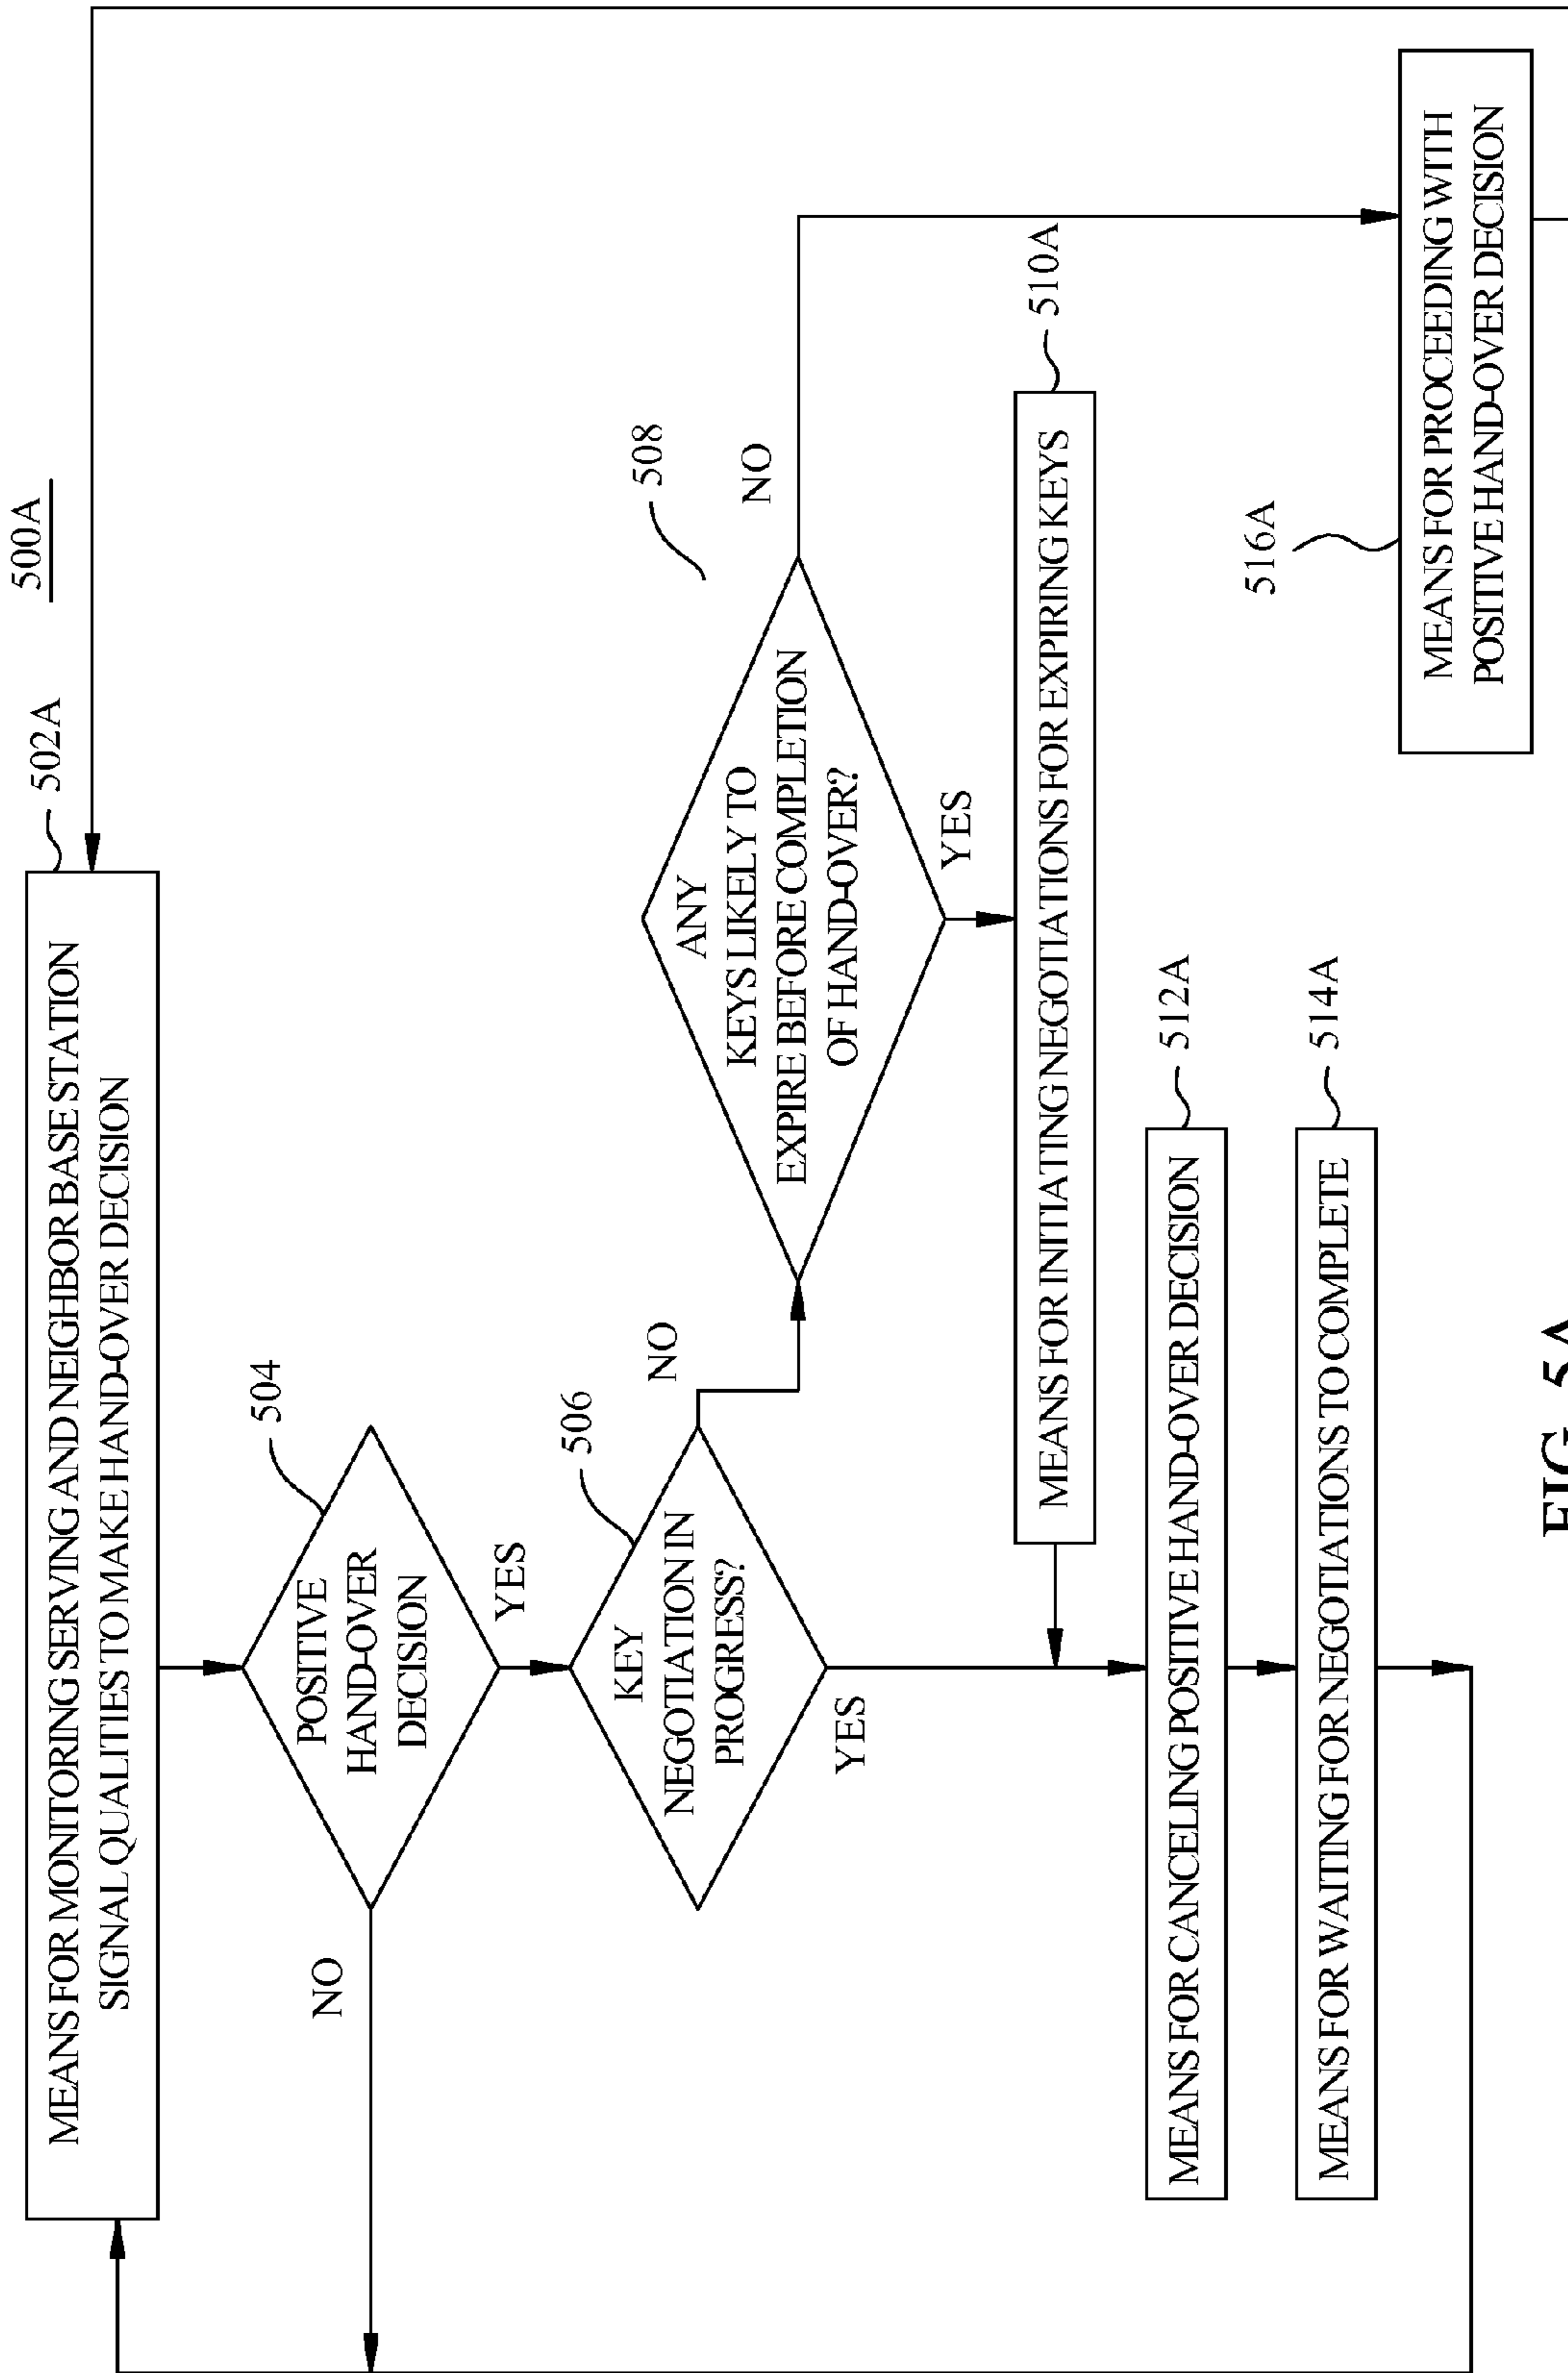 500A
502A
MEANS FOR MONITORING SERVING AND NEIGHBOR BASE STATION
SIGNAL QUALITIES TO MAKE HAND-OVER DECISION
504
POSITIVE
HAND-OVER
DECISION
NO
YES
506
KEY
NEGOTIATION IN
PROGRESS?
NO
YES
508
ANY
KEYS LIKELY TO
EXPIRE BEFORE COMPLETION
OF HAND-OVER?
NO
YES
510A
MEANS FOR INITIATING NEGOTIATIONS FOR EXPIRING KEYS
512A
MEANS FOR CANCELING POSITIVE HAND-OVER DECISION
514A
MEANS FOR WAITING FOR NEGOTIATIONS TO COMPLETE
516A
MEANS FOR PROCEEDING WITH
POSITIVE HAND-OVER DECISION
FIG. 5A